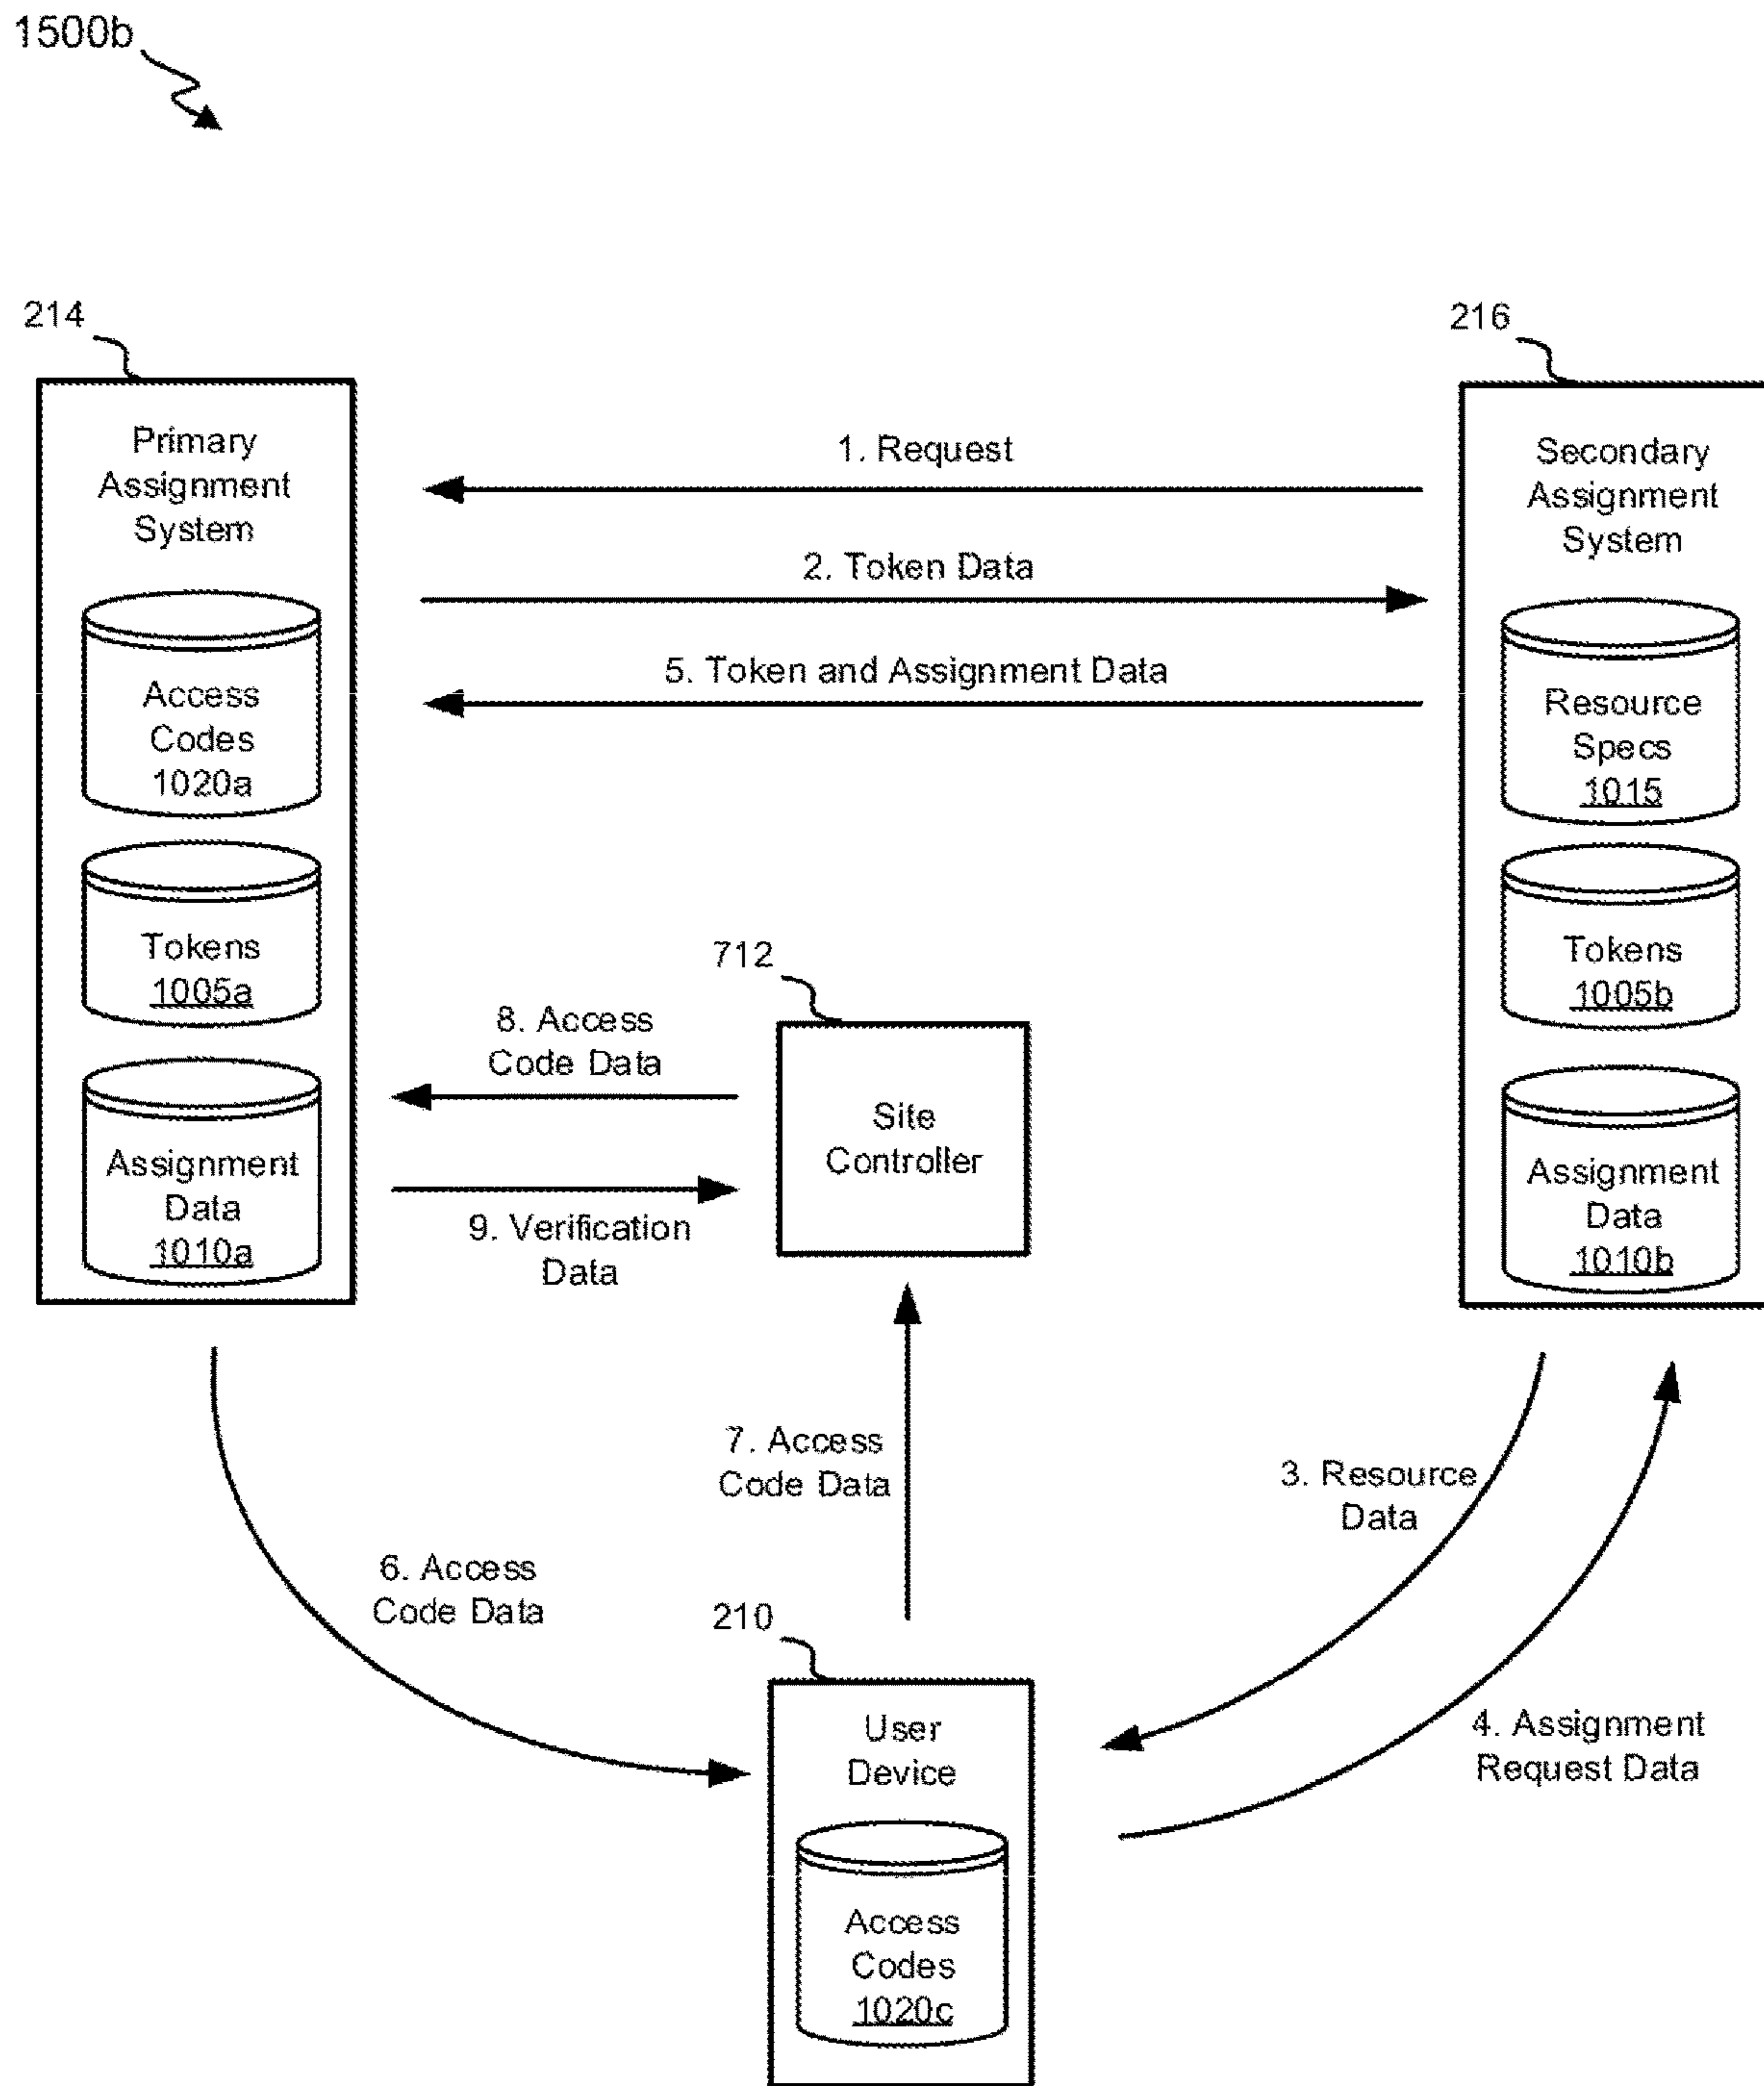 1500b
214
216
Primary
Assignment
System
Access
Codes
1020a
Tokens
1005a
Assignment
Data
1010a
1. Request
2. Token Data
5. Token and Assignment Data
Secondary
Assignment
System
Resource
Specs
1015
Tokens
1005b
Assignment
Data
1010b
712
8. Access
Code Data
9. Verification
Data
Site
Controller
7. Access
Code Data
3. Resource
Data
6. Access
Code Data
4. Assignment
Request Data
210
User
Device
Access
Codes
1020c